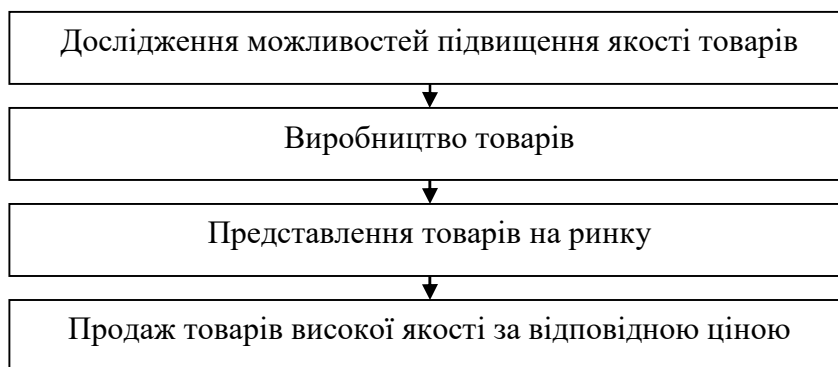 Дослідження можливостей підвищення якості товарів
Виробництво товарів
Представлення товарів на ринку
Продаж товарів високої якості за відповідною ціною